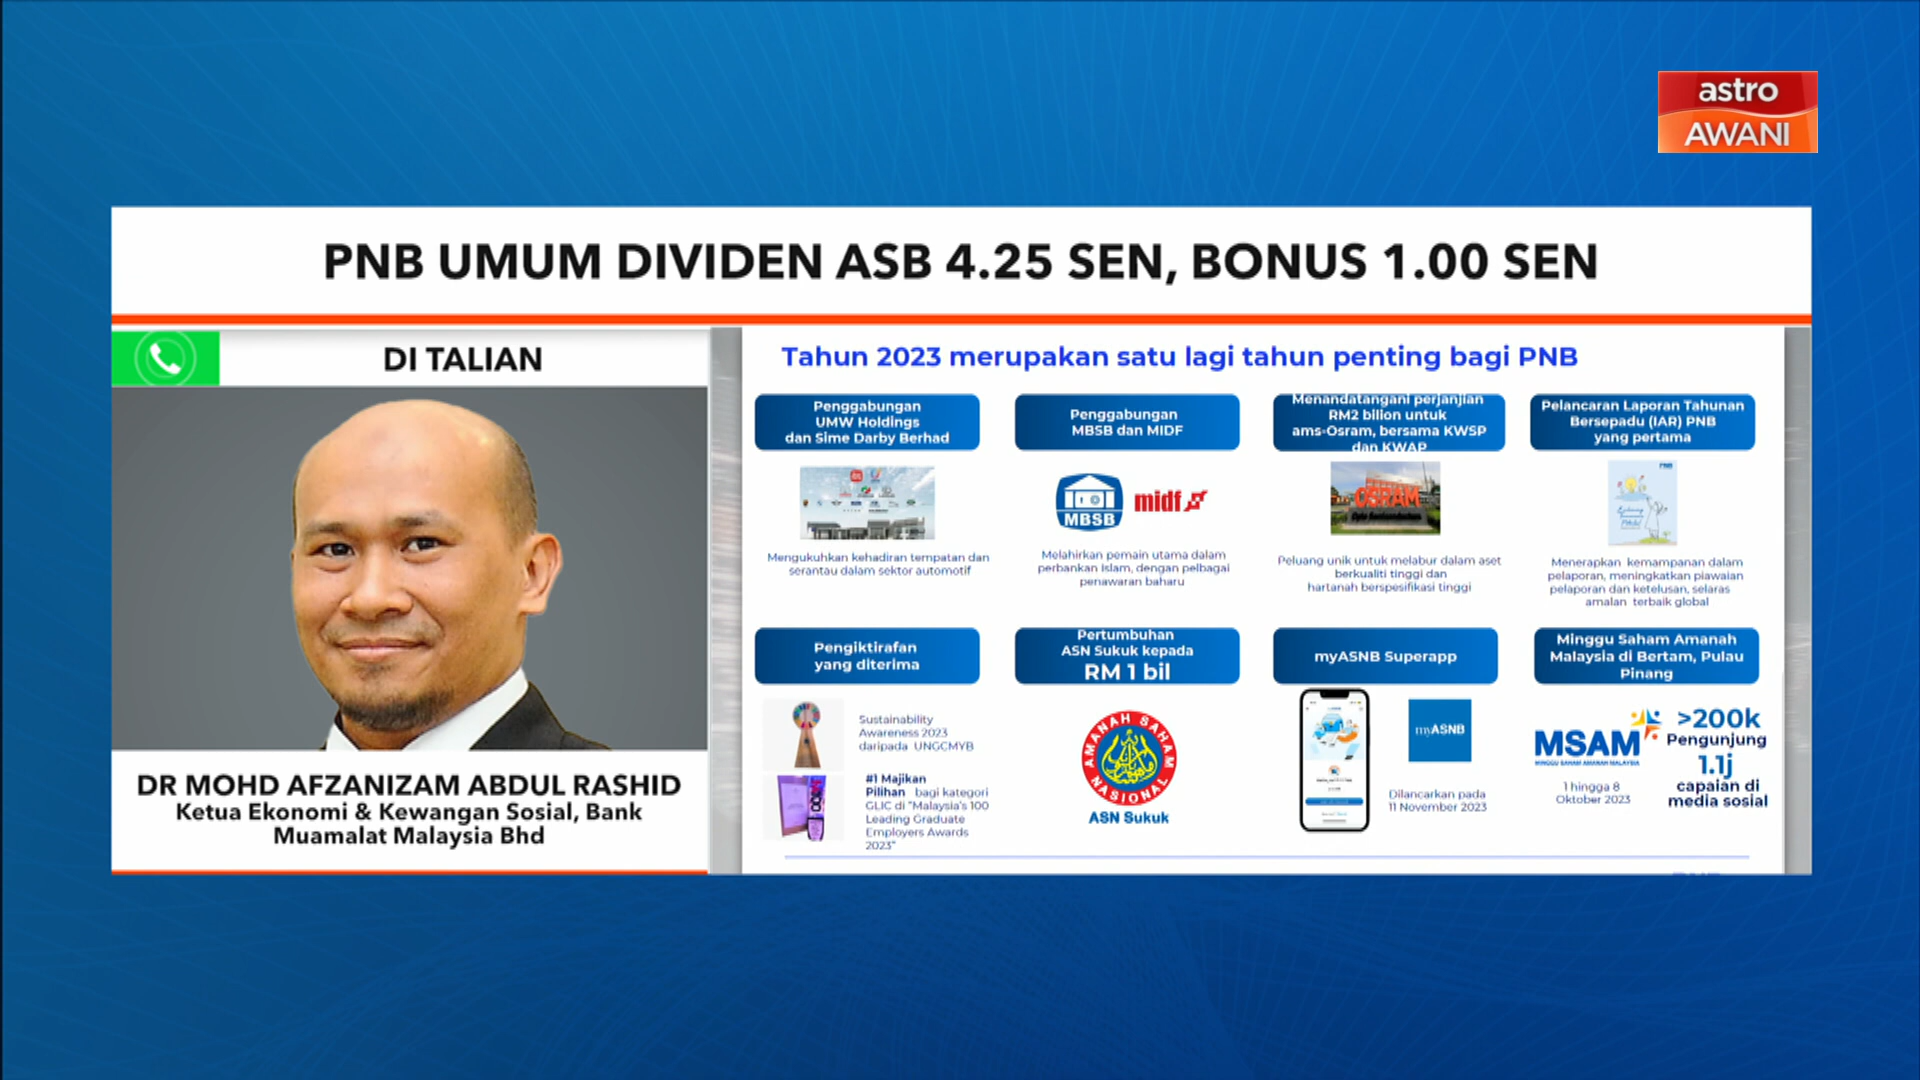 astro
AWANI
PNB UMUM DIVIDEN ASB 4.25 SEN, BONUS 1.00 SEN
DI TALIAN
DR MOHD AFZANIZAM ABDUL RASHID
Ketua Ekonomi & Kewangan Sosial, Bank
Muamalat Malaysia Bhd
Tahun 2023 merupakan satu lagi tahun penting bagi PNB
Penggabungan
UMW Holdings
dan Sime Darby Berhad
Mengukuhkan kehadiran tempatan dan
serantau dalam sektor automotif
Penggabungan
MBSB dan MIDF
MBSB
midf
Melahirkan pemain utama dalam
perbankan Islam, dengan pelbagai
penawaran baharu
Menandatangani perjanjian
RM2 bilion untuk
ams-Osram, bersama KWSP
dan KWAP
OSRAM
Opto Semiconductors
Peluang unik untuk melabur dalam aset
berkualiti tinggi dan
hartanah berspesifikasi tinggi
Pelancaran Laporan Tahunan
Bersepadu (IAR) PNB
yang pertama
PNB
Menerapkan kemampanan dalam
pelaporan, meningkatkan piawaian
pelaporan dan ketelusan, selaras
amalan terbaik global
Pengiktirafan
yang diterima
Sustainability
Awareness 2023
daripada UNGCMYB
#1 Majikan
Pilihan bagi kategori
GLIC di "Malaysia's 100
Leading Graduate
Employers Awards
2023"
Pertumbuhan
ASN Sukuk kepada
RM 1 bil
AMANAH SAHAM
NASIONAL
ASN Sukuk
myASNB Superapp
myASNB
Dilancarkan pada
11 November 2023
Minggu Saham Amanah
Malaysia di Bertam, Pulau
Pinang
MSAM
MINGGU SAHAM AMANAH MALAYSIA
1 hingga 8
Oktober 2023
>200k
Pengunjung
1.1j
capaian di
media sosial